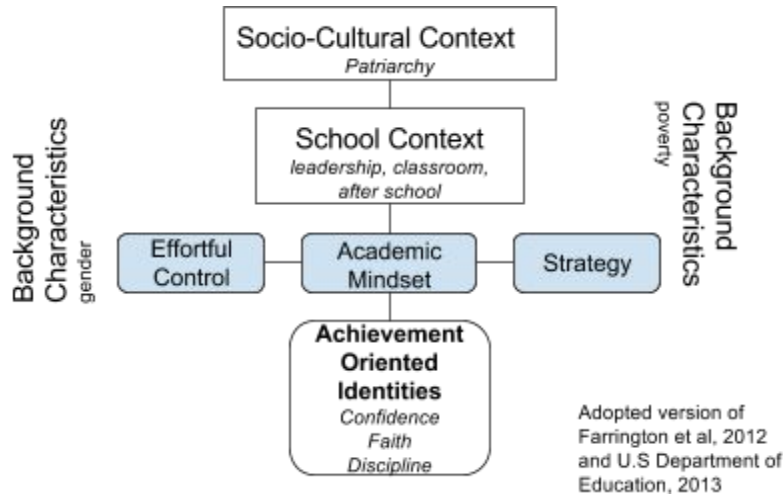 Socio-Cultural Context
Patriarchy
School Context
leadership, classroom,
after school
Background
Characteristics
gender
Background
Characteristics
poverty
Effortful
Control
Academic
Mindset
Strategy
Achievement
Oriented
Identities
Confidence
Faith
Discipline
Adopted version of
Farrington et al, 2012
and U.S Department of
Education, 2013